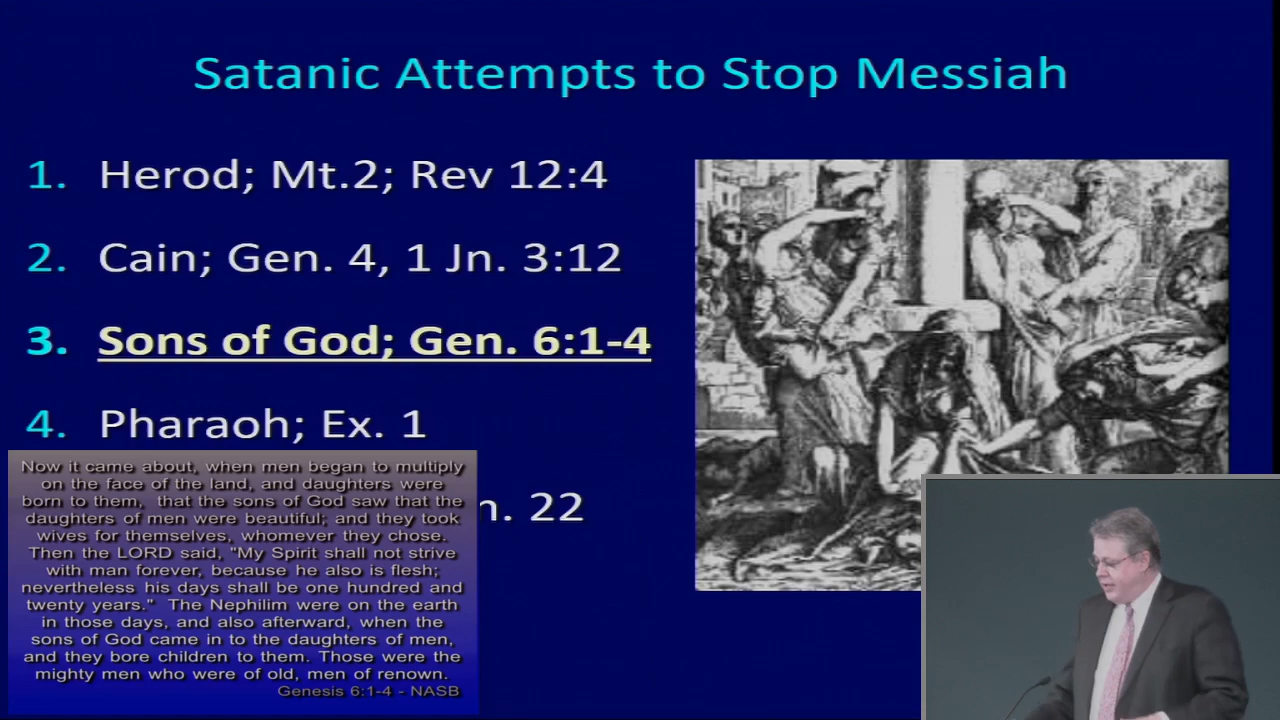 Satanic Attempts to Stop Messiah
1. Herod; Mt.2; Rev 12:4
2. Cain; Gen. 4, 1 Jn. 3:12
3. Sons of God; Gen. 6:1-4
4. Pharaoh; Ex. 1
n. 22
Now it came about, when men began to multiply
on the face of the land, and daughters were
born to them, that the sons of God saw that the
daughters of men were beautiful; and they took
wives for themselves, whomever they chose.
Then the LORD said, "My Spirit shall not strive
with man forever, because he also is flesh;
nevertheless his days shall be one hundred and
twenty years." The Nephilim were on the earth
in those days, and also afterward, when the
sons of God came in to the daughters of men,
and they bore children to them. Those were the
mighty men who were of old, men of renown.
Genesis 6:1-4 - NASB